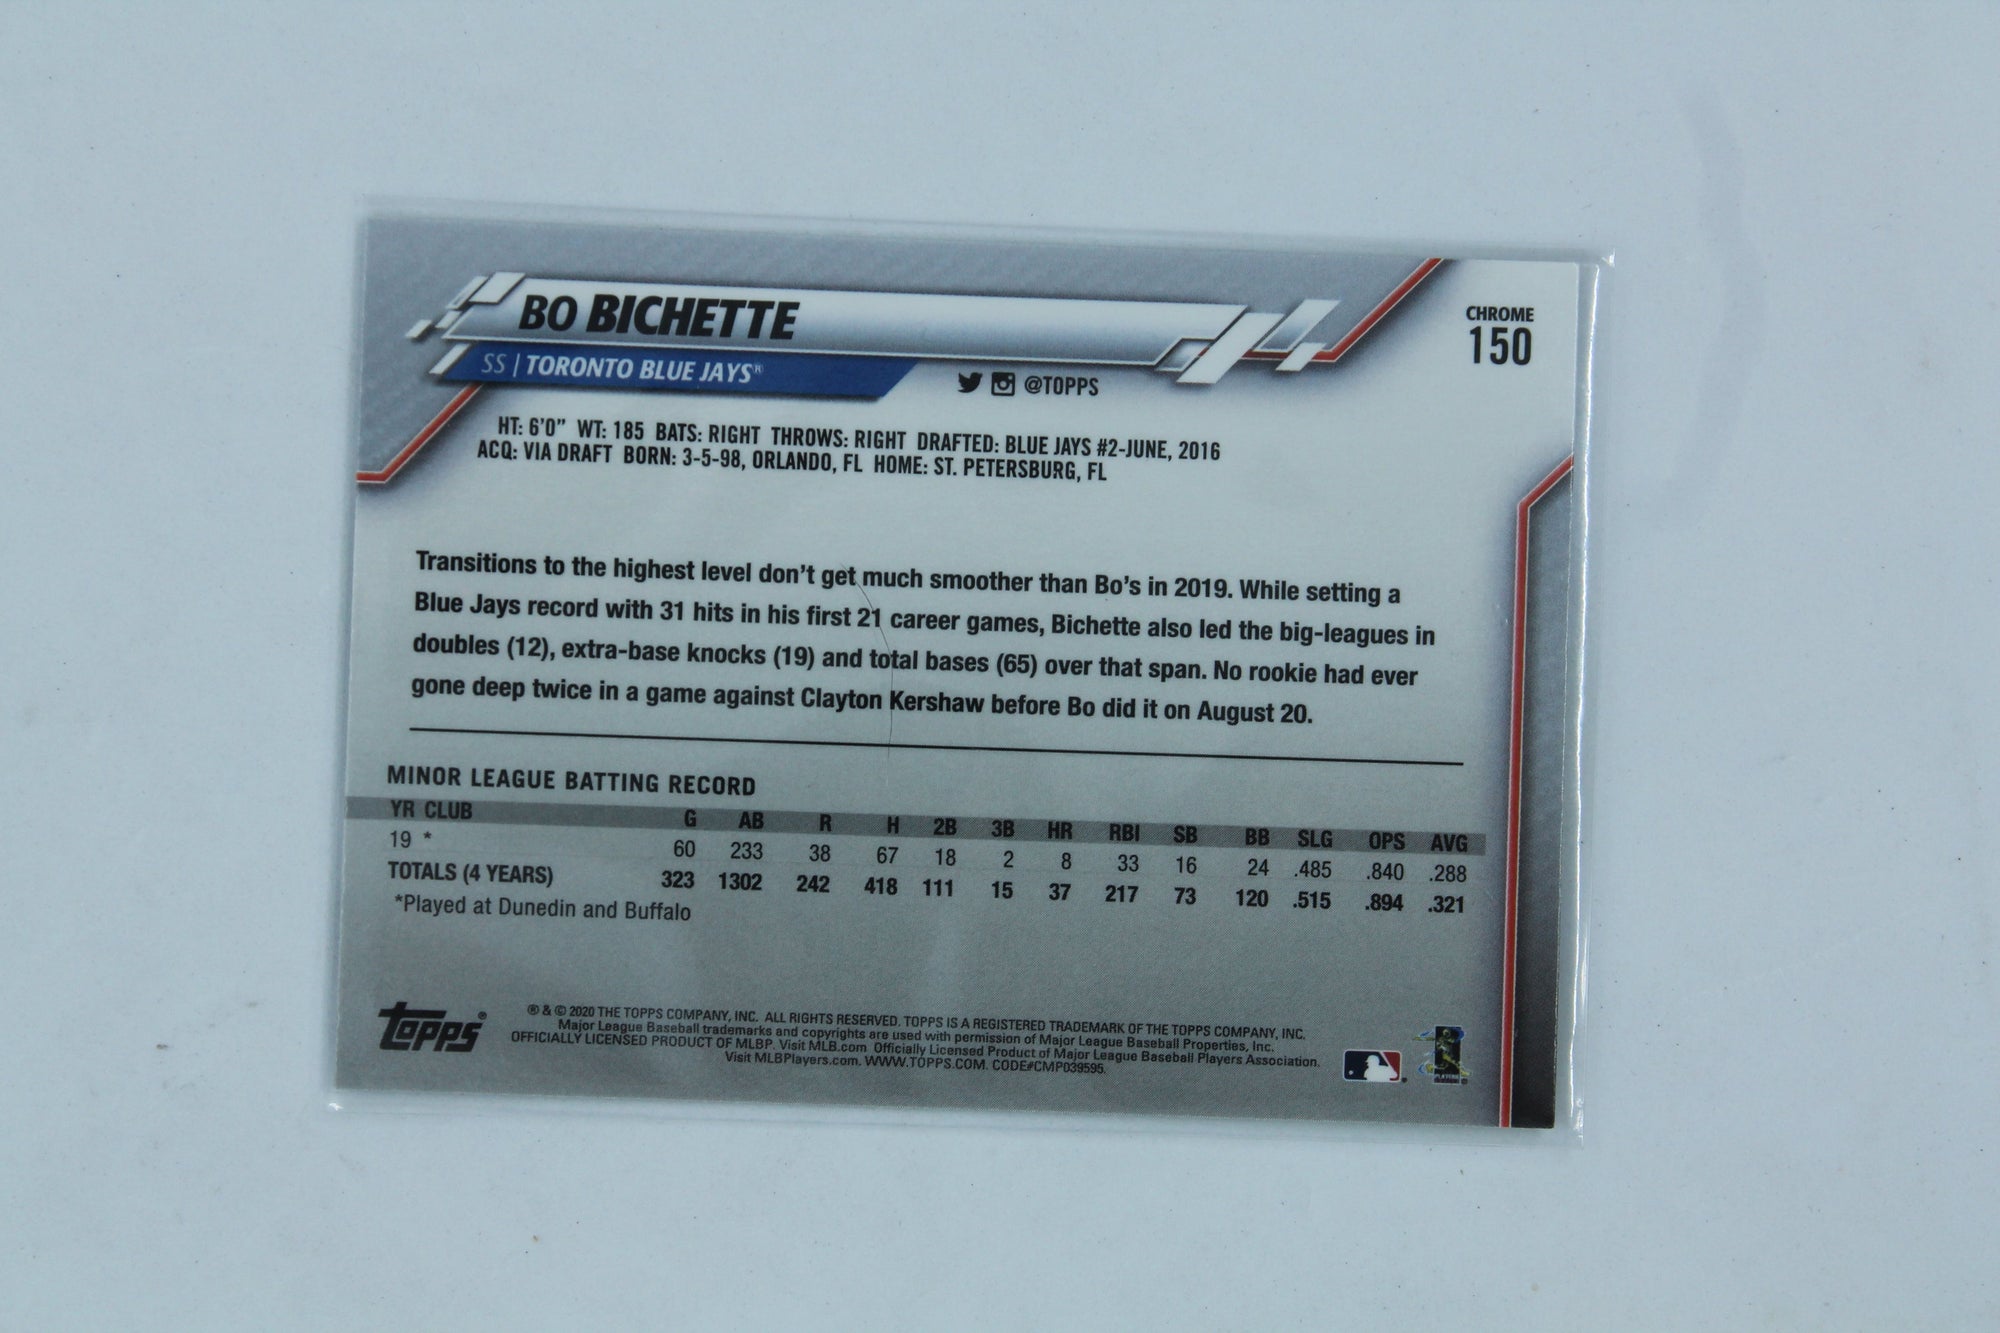 BO BICHETTE
CHROME
150
SS | TORONTO BLUE JAYS®
@TOPPS
HT: 6'0" WT: 185 BATS: RIGHT THROWS: RIGHT DRAFTED: BLUE JAYS #2-JUNE, 2016
ACQ: VIA DRAFT BORN: 3-5-98, ORLANDO, FL HOME: ST. PETERSBURG, FL
Transitions to the highest level don't get much smoother than Bo's in 2019. While setting a
Blue Jays record with 31 hits in his first 21 career games, Bichette also led the big-leagues in
doubles (12), extra-base knocks (19) and total bases (65) over that span. No rookie had ever
gone deep twice in a game against Clayton Kershaw before Bo did it on August 20.
MINOR LEAGUE BATTING RECORD
YR CLUB G AB R H 2B 3B HR RBI SB BB SLG OPS AVG
19 * 60 233 38 67 18 2 8 33 16 24 .485 .840 .288
TOTALS (4 YEARS) 323 1302 242 418 111 15 37 217 73 120 .515 .894 .321
*Played at Dunedin and Buffalo
topps®
® & © 2020 THE TOPPS COMPANY, INC. ALL RIGHTS RESERVED. TOPPS IS A REGISTERED TRADEMARK OF THE TOPPS COMPANY, INC.
Major League Baseball trademarks and copyrights are used with permission of Major League Baseball Properties, Inc.
OFFICIALLY LICENSED PRODUCT OF MLBP. Visit MLB.com Officially Licensed Product of Major League Baseball Players Association.
Visit MLBPlayers.com. WWW.TOPPS.COM. CODE#CMP039595.